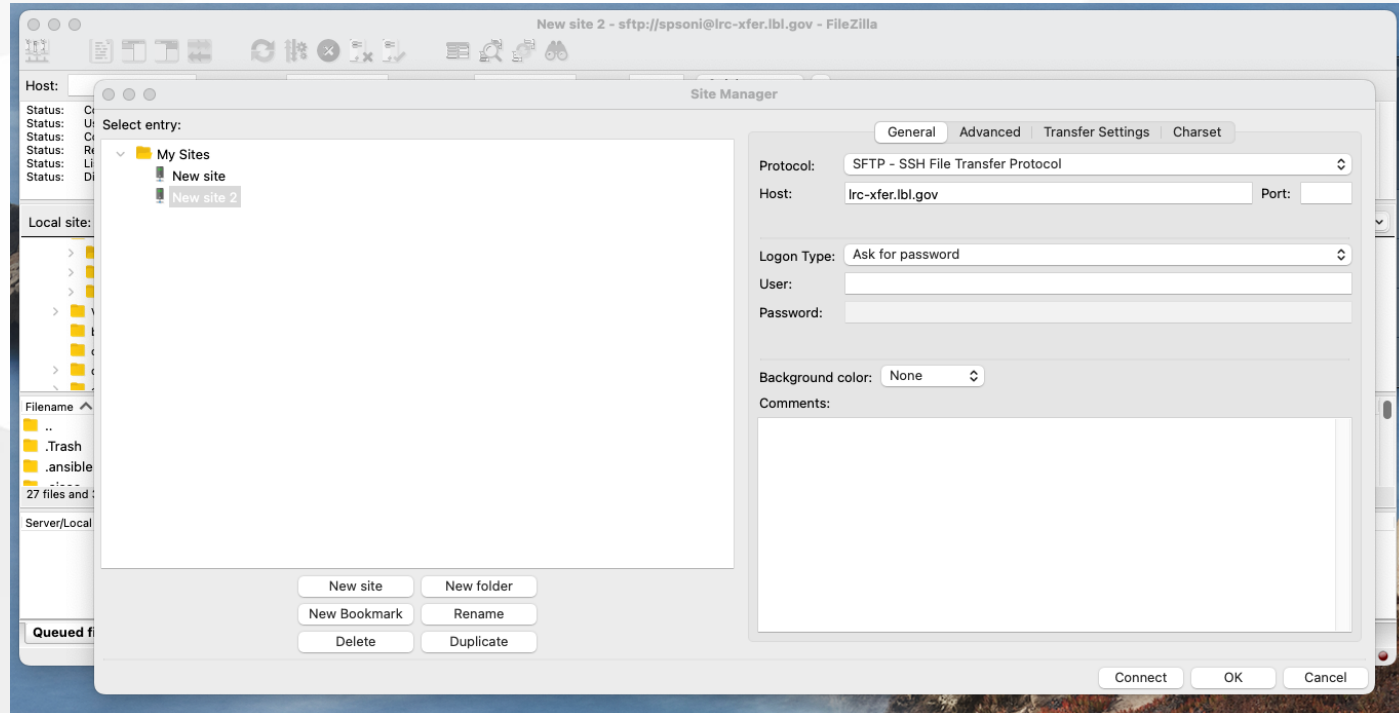 New site 2 - sftp://spsoni@lrc-xfer.lbl.gov - FileZilla
Host:
Site Manager
Status:
Status:
Status:
Status:
Status:
Status:
Local site:
Filename
..
.Trash
.ansible
27 files and
Server/Local
Queued
Select entry:
My Sites
New site
New site 2
New site New folder
New Bookmark Rename
Delete Duplicate
General Advanced Transfer Settings Charset
Protocol: SFTP - SSH File Transfer Protocol
Host: lrc-xfer.lbl.gov Port:
Logon Type: Ask for password
User:
Password:
Background color: None
Comments:
Connect OK Cancel